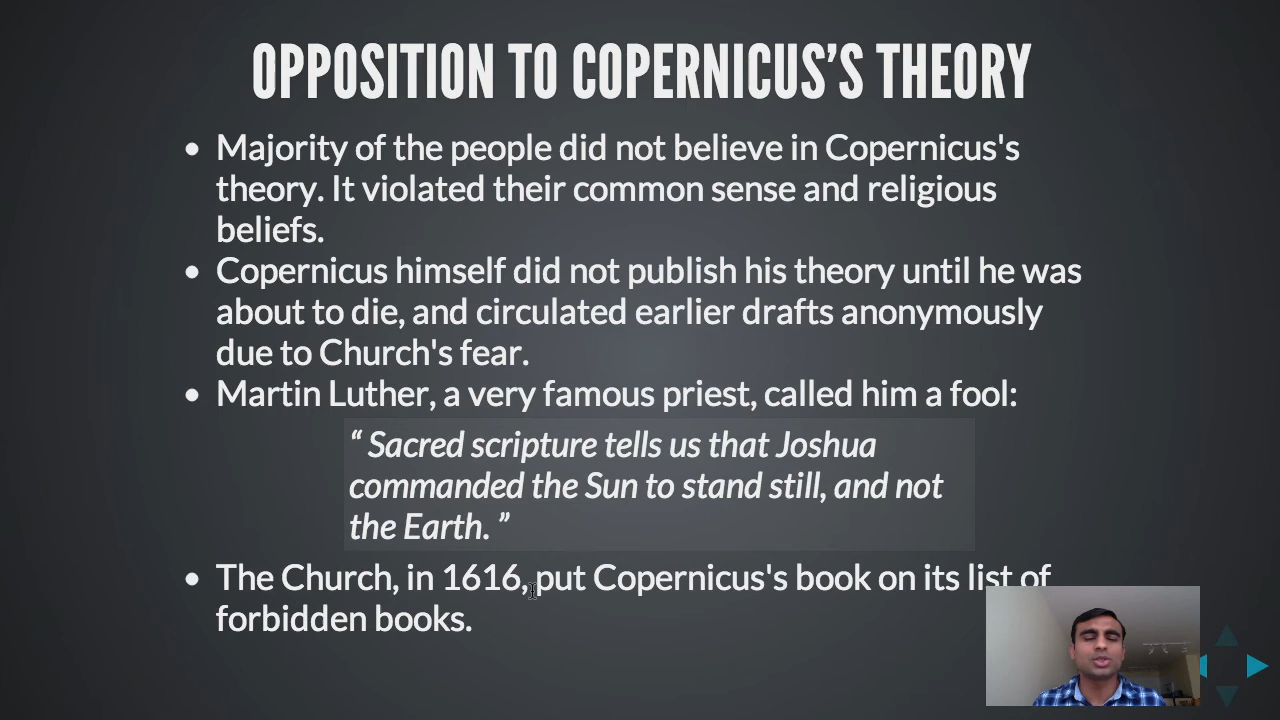 OPPOSITION TO COPERNICUS’S THEORY
• Majority of the people did not believe in Copernicus's
theory. It violated their common sense and religious
beliefs.
• Copernicus himself did not publish his theory until he was
about to die, and circulated earlier drafts anonymously
due to Church's fear.
• Martin Luther, a very famous priest, called him a fool:
“ Sacred scripture tells us that Joshua
commanded the Sun to stand still, and not
the Earth. ”
• The Church, in 1616, put Copernicus's book on its list of
forbidden books.